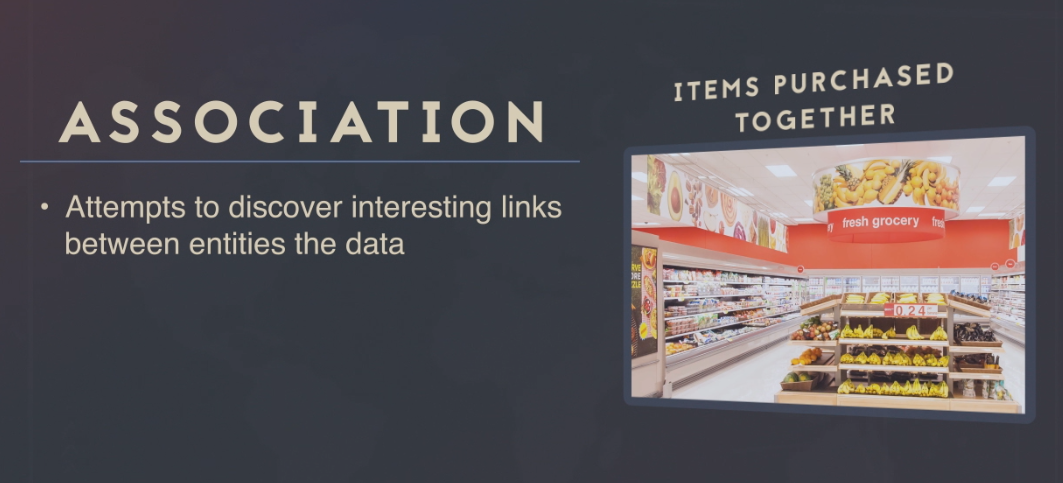 ASSOCIATION
• Attempts to discover interesting links
between entities the data
ITEMS PURCHASED
TOGETHER
fresh grocery
0.24